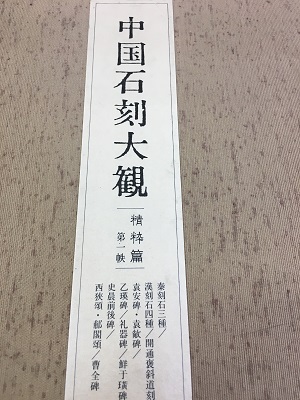 中国石刻大観
精粹篇
第一帙
秦刻石三種／
漢刻石四種／開通褒斜道刻
袁安碑・袁敞碑／
乙瑛碑／礼器碑／鮮于璜碑
史晨前後碑／
西狭頌・郙閣頌／曹全碑